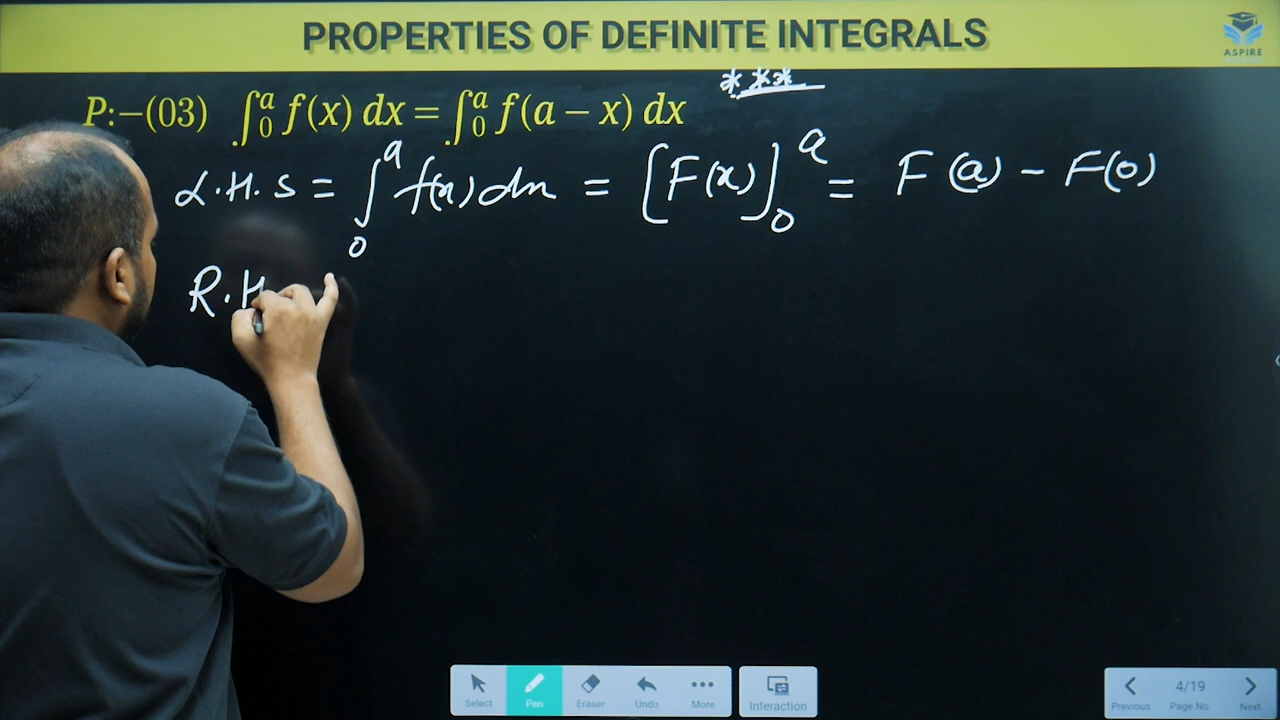 PROPERTIES OF DEFINITE INTEGRALS
ASPIRE
***
P:−(03) ∫₀ᵃ f(x) dx = ∫₀ᵃ f(a − x) dx
L.H.S = ∫₀ᵃ f(x) dx = [F(x)]₀ᵃ = F(a) − F(0)
R.H
Select Pen Eraser Undo More Interaction
4/19
Previous Page No. Next